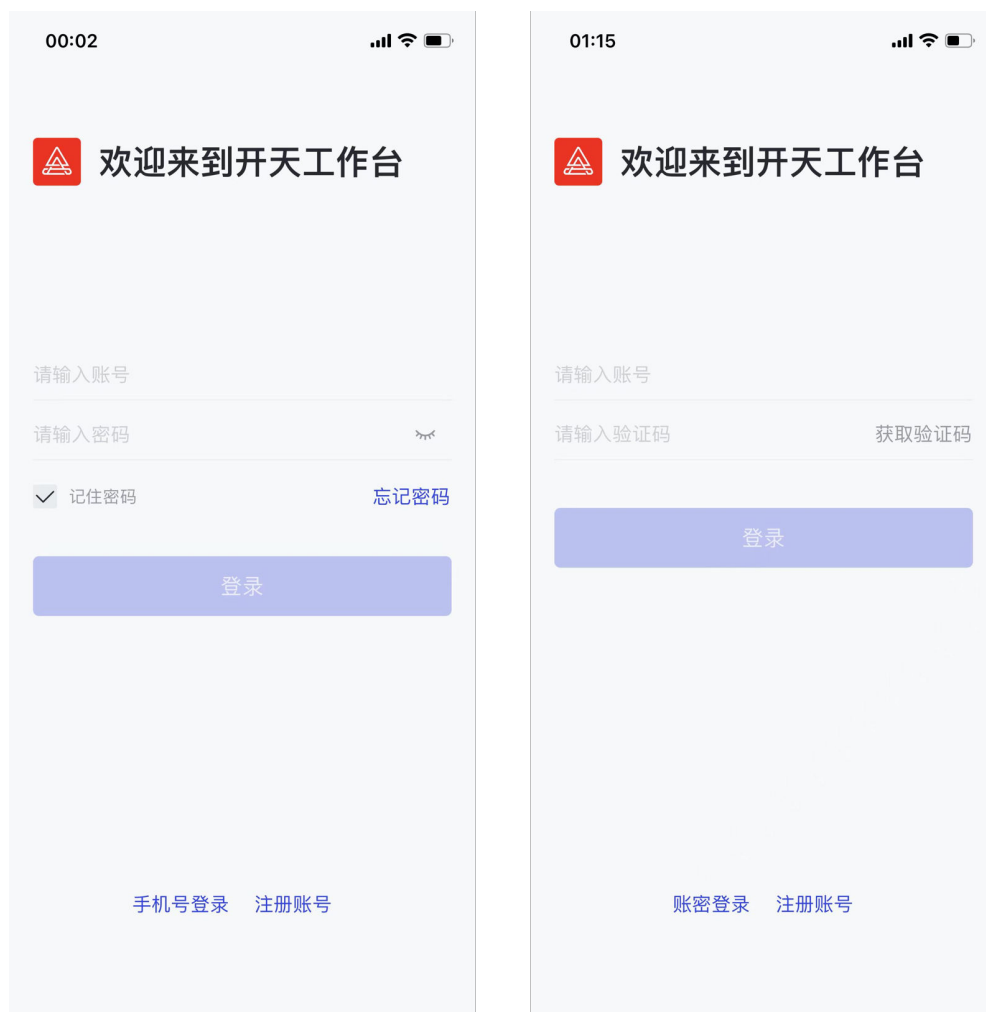 00:02
欢迎来到开天工作台
请输入账号
请输入密码
记住密码 忘记密码
登录
手机号登录 注册账号
01:15
欢迎来到开天工作台
请输入账号
请输入验证码 获取验证码
登录
账密登录 注册账号